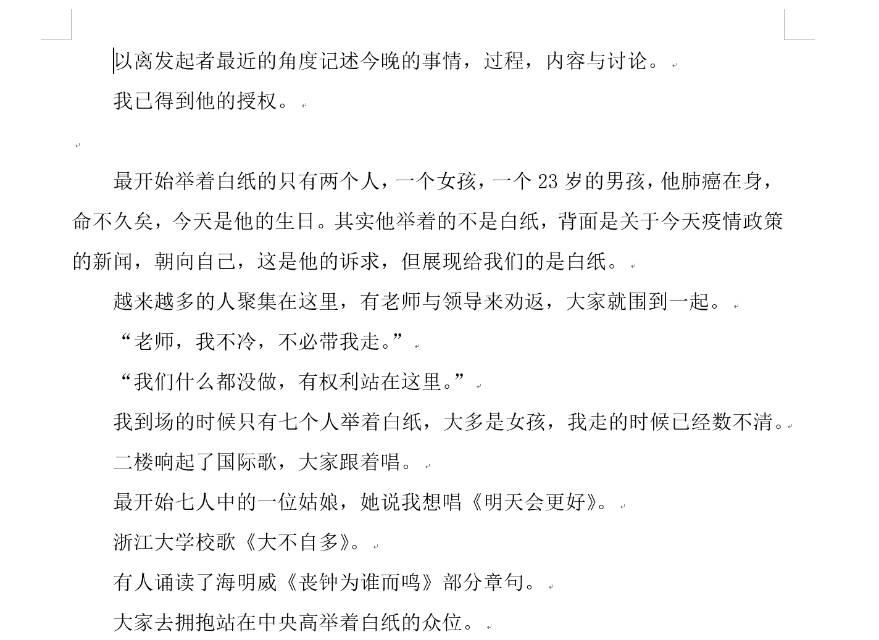 以离发起者最近的角度记述今晚的事情，过程，内容与讨论。
我已得到他的授权。
最开始举着白纸的只有两个人，一个女孩，一个 23 岁的男孩，他肺癌在身，
命不久矣，今天是他的生日。其实他举着的不是白纸，背面是关于今天疫情政策
的新闻，朝向自己，这是他的诉求，但展现给我们的是白纸。
越来越多的人聚集在这里，有老师与领导来劝返，大家就围到一起。
“老师，我不冷，不必带我走。”
“我们什么都没做，有权利站在这里。”
我到场的时候只有七个人举着白纸，大多是女孩，我走的时候已经数不清。
二楼响起了国际歌，大家跟着唱。
最开始七人中的一位姑娘，她说我想唱《明天会更好》。
浙江大学校歌《大不自多》。
有人诵读了海明威《丧钟为谁而鸣》部分章句。
大家去拥抱站在中央高举着白纸的众位。